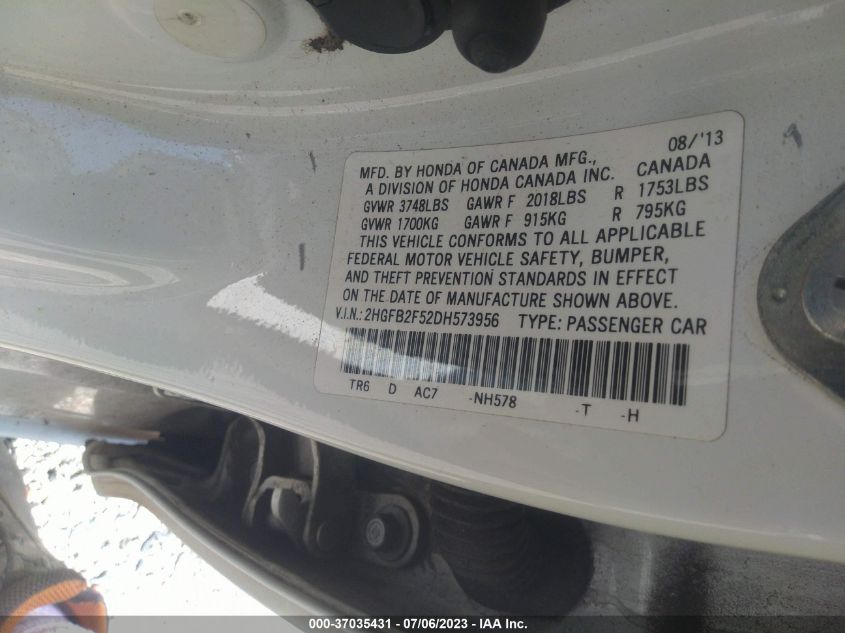 08/'13
MFD. BY HONDA OF CANADA MFG.,
A DIVISION OF HONDA CANADA INC. CANADA
GVWR 3748LBS GAWR F 2018LBS R 1753LBS
GVWR 1700KG GAWR F 915KG R 795KG
THIS VEHICLE CONFORMS TO ALL APPLICABLE
FEDERAL MOTOR VEHICLE SAFETY, BUMPER,
AND THEFT PREVENTION STANDARDS IN EFFECT
ON THE DATE OF MANUFACTURE SHOWN ABOVE.
V.I.N.: 2HGFB2F52DH573956 TYPE: PASSENGER CAR
TR6 D AC7 -NH578 -T -H
000-37035431 - 07/06/2023 - © IAA Inc.